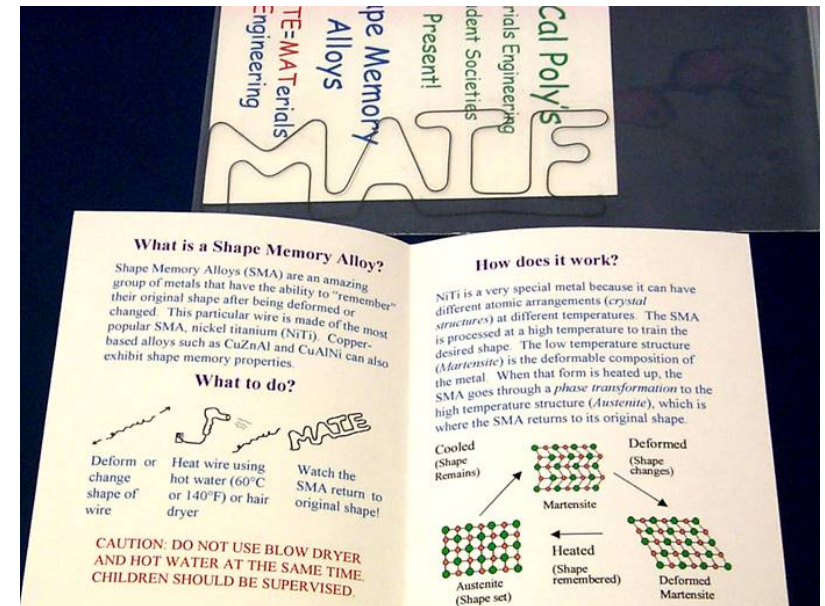 Cal Poly's
rials Engineering
dent Societies
Present!
pe Memory
Alloys
TE=MATerials
Engineering
MATE
What is a Shape Memory Alloy?
Shape Memory Alloys (SMA) are an amazing
group of metals that have the ability to "remember"
their original shape after being deformed or
changed. This particular wire is made of the most
popular SMA, nickel titanium (NiTi). Copper-
based alloys such as CuZnAl and CuAlNi can also
exhibit shape memory properties.
What to do?
MATE
Deform or
change
shape of
wire
Heat wire using
hot water (60°C
or 140°F) or hair
dryer
Watch the
SMA return to
original shape!
CAUTION: DO NOT USE BLOW DRYER
AND HOT WATER AT THE SAME TIME.
CHILDREN SHOULD BE SUPERVISED.
How does it work?
NiTi is a very special metal because it can have
different atomic arrangements (crystal
structures) at different temperatures. The SMA
is processed at a high temperature to train the
desired shape. The low temperature structure
(Martensite) is the deformable composition of
the metal. When that form is heated up, the
SMA goes through a phase transformation to the
high temperature structure (Austenite), which is
where the SMA returns to its original shape.
Cooled
(Shape
Remains)
Martensite
Deformed
(Shape
changes)
Heated
(Shape
remembered)
Austenite
(Shape set)
Deformed
Martensite